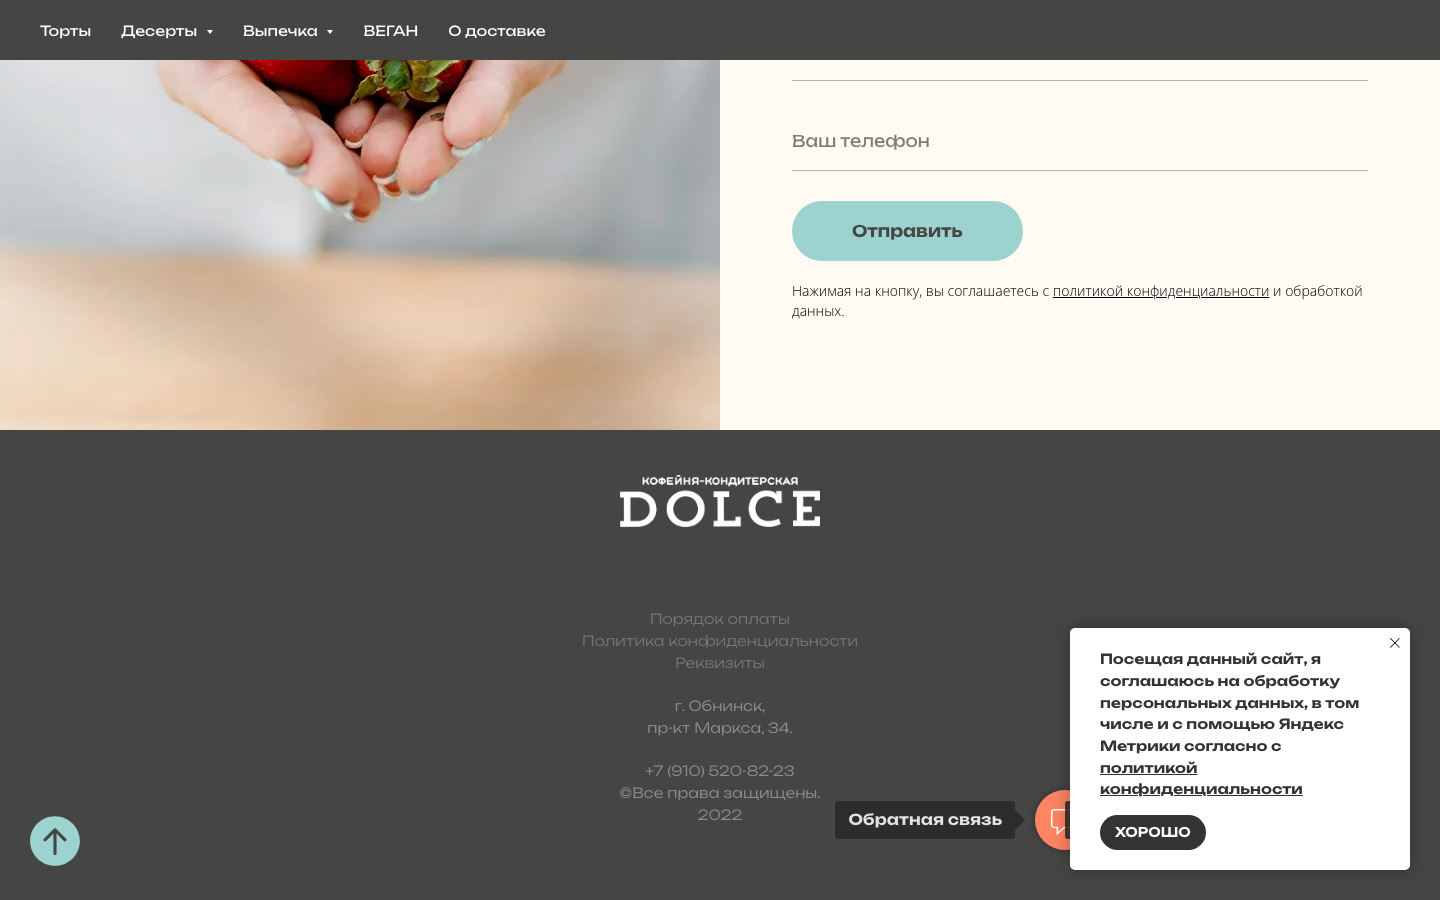 Торты
Десерты
Выпечка
ВЕГАН
О доставке
Ваш телефон
Отправить
Нажимая на кнопку, вы соглашаетесь с политикой конфиденциальности и обработкой
данных.
КОФЕЙНЯ-КОНДИТЕРСКАЯ
DOLCE
Порядок оплаты
Политика конфиденциальности
Реквизиты
г. Обнинск,
пр-кт Маркса, 34.
+7 (910) 520-82-23
©Все права защищены.
2022
Обратная связь
Посещая данный сайт, я
соглашаюсь на обработку
персональных данных, в том
числе и с помощью Яндекс
Метрики согласно с
политикой
конфиденциальности
ХОРОШО